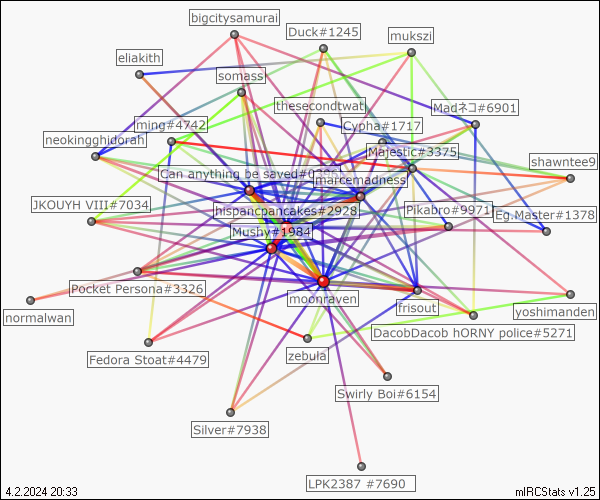 bigcitysamurai
Duck#1245
mukszi
eliakith
somass
thesecondtwat
Madネコ#6901
ming#4742
Cypha#1717
neokingghidorah
Majestic#3375
shawntee9
Can anything be saved#0386
marcemadness
JKOUYH VIII#7034
hispancpancakes#2928
Pikabro#9971
Eg.Master#1378
Mushy#1984
Pocket Persona#3326
moonraven
frisout
yoshimanden
normalwan
DacobDacob hORNY police#5271
Fedora Stoat#4479
zebula
Swirly Boi#6154
Silver#7938
LPK2387 #7690
4.2.2024 20:33
mIRCStats v1.25